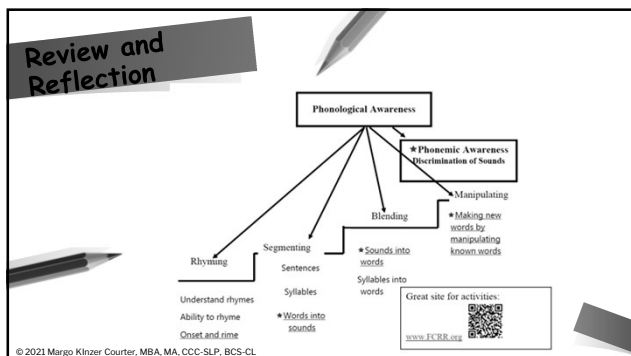 Review and
Reflection
Phonological Awareness
★Phonemic Awareness
Discrimination of Sounds
Manipulating
★Making new
words by
manipulating
known words
Blending
★Sounds into
words
Syllables into
words
Segmenting
Sentences
Syllables
★Words into
sounds
Rhyming
Understand rhymes
Ability to rhyme
Onset and rime
Great site for activities:
www.FCRR.org
© 2021 Margo KInzer Courter, MBA, MA, CCC-SLP, BCS-CL